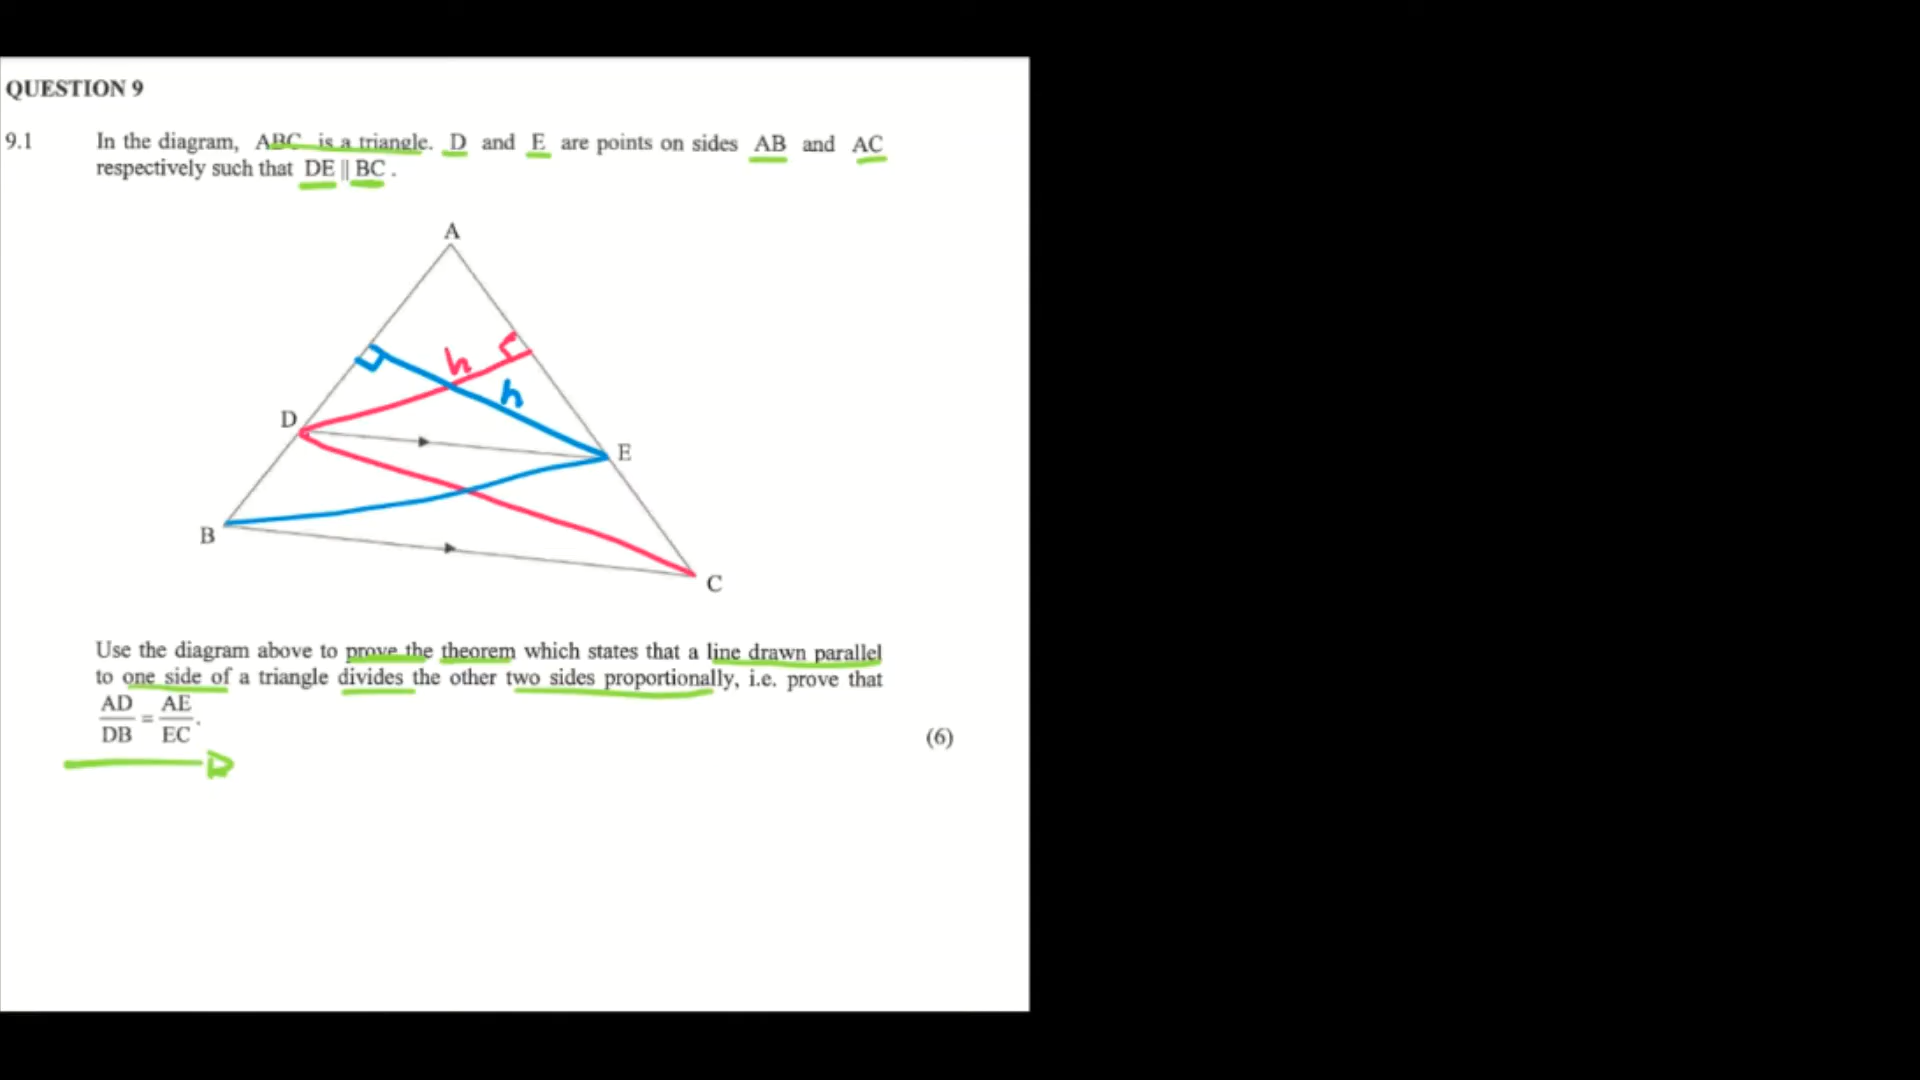 QUESTION 9
9.1 In the diagram, ABC is a triangle. D and E are points on sides AB and AC
respectively such that DE || BC .
A
h
h
D
E
B
C
Use the diagram above to prove the theorem which states that a line drawn parallel
to one side of a triangle divides the other two sides proportionally, i.e. prove that
AD/DB = AE/EC.
(6)